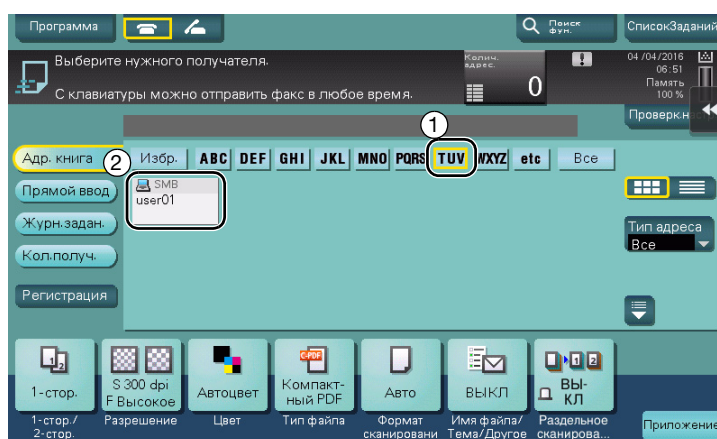 Программа
Поиск
фун.
СписокЗаданий
Выберите нужного получателя.
С клавиатуры можно отправить факс в любое время.
Колич.
адрес.
0
04/04/2016
06:51
Память
100 %
1
2
Адр. книга
Избр.
ABC
DEF
GHI
JKL
MNO
PQRS
TUV
WXYZ
etc
Все
Прямой ввод
Журн.задан.
Кол.получ.
Регистрация
SMB
user01
Тип адреса
Все
1-стор.
S 300 dpi
F Высокое
Автоцвет
C-PDF
Компакт-
ный PDF
Авто
ВЫКЛ
ВЫ-
КЛ
1-стор./
2-стор.
Разрешение
Цвет
Тип файла
Формат
сканировани
Имя файла/
Тема/Другое
Раздельное
сканирова...
Приложение